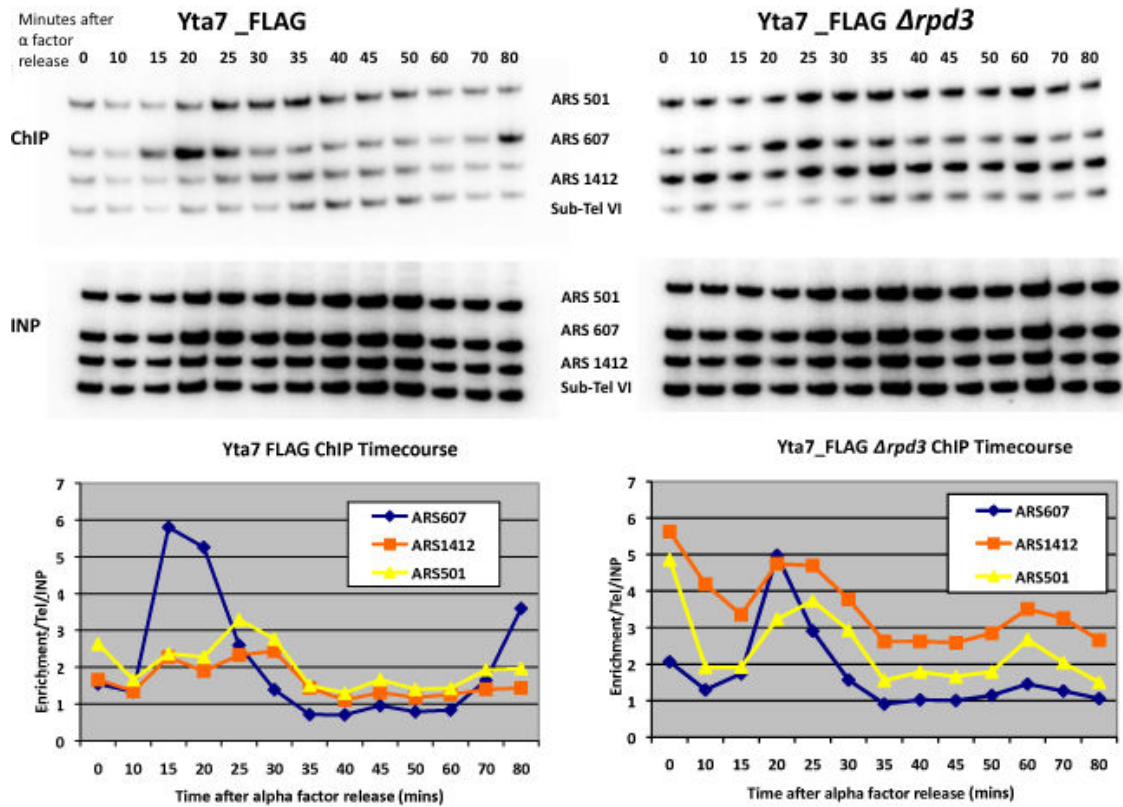 Minutes after
α factor
release
Yta7 _FLAG
0 10 15 20 25 30 35 40 45 50 60 70 80
Yta7 _FLAG Δrpd3
0 10 15 20 25 30 35 40 45 50 60 70 80
ChIP
ARS 501
ARS 607
ARS 1412
Sub-Tel VI
INP
ARS 501
ARS 607
ARS 1412
Sub-Tel VI
Yta7 FLAG ChIP Timecourse
Enrichment/Tel/INP
7
6
5
4
3
2
1
0
ARS607
ARS1412
ARS501
0 10 15 20 25 30 35 40 45 50 60 70 80
Time after alpha factor release (mins)
Yta7_FLAG Δrpd3 ChIP Timecourse
Enrichment/Tel/INP
7
6
5
4
3
2
1
0
ARS607
ARS1412
ARS501
0 10 15 20 25 30 35 40 45 50 60 70 80
Time after alpha factor release (mins)